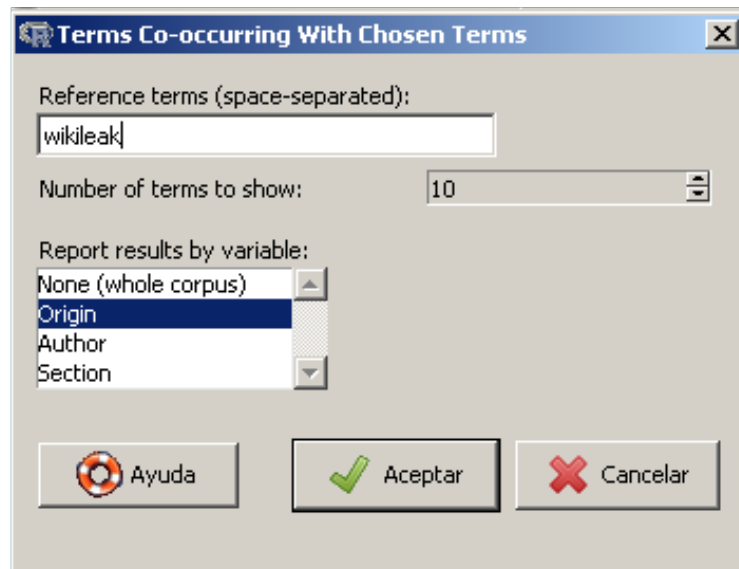 Terms Co-occurring With Chosen Terms
Reference terms (space-separated):
wikileak
Number of terms to show: 10
Report results by variable:
None (whole corpus)
Origin
Author
Section
Ayuda Aceptar Cancelar